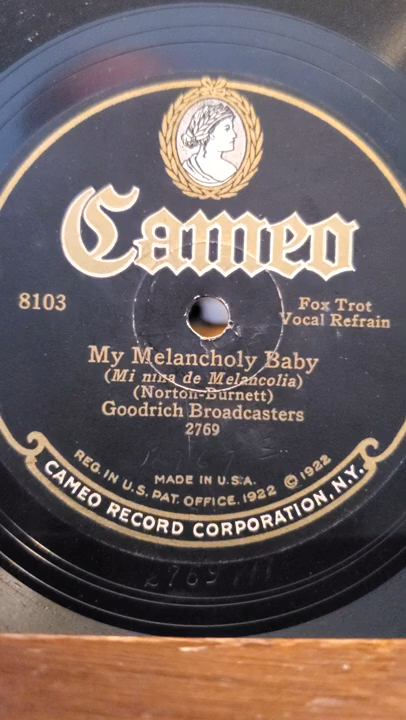 Cameo
8103
Fox Trot
Vocal Refrain
My Melancholy Baby
(Mi nina de Melancolia)
(Norton-Burnett)
Goodrich Broadcasters
2769
MADE IN U.S.A.
REG. IN U.S. PAT. OFFICE, 1922 © 1922
CAMEO RECORD CORPORATION, N.Y.